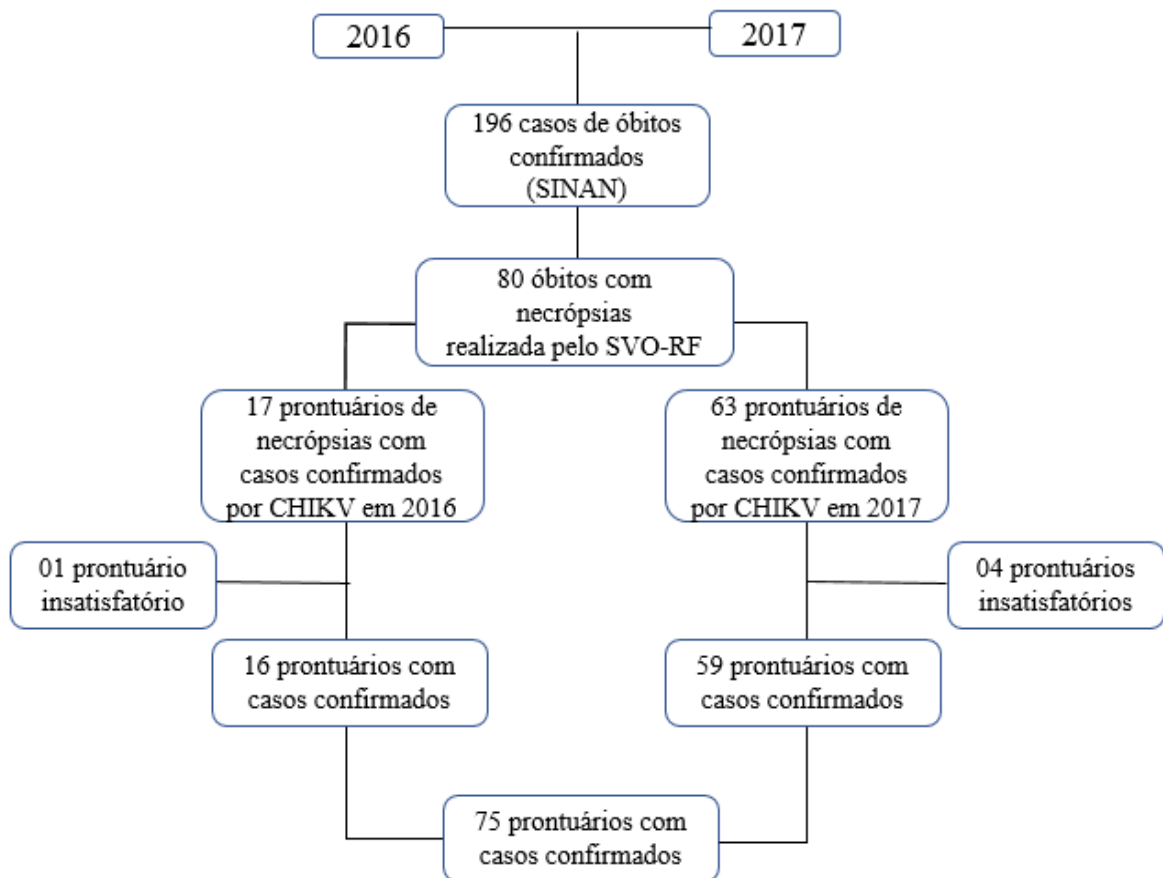 2016
2017
196 casos de óbitos
confirmados
(SINAN)
80 óbitos com
necrópsias
realizada pelo SVO-RF
17 prontuários de
necrópsias com
casos confirmados
por CHIKV em 2016
63 prontuários de
necrópsias com
casos confirmados
por CHIKV em 2017
01 prontuário
insatisfatório
04 prontuários
insatisfatórios
16 prontuários com
casos confirmados
59 prontuários com
casos confirmados
75 prontuários com
casos confirmados